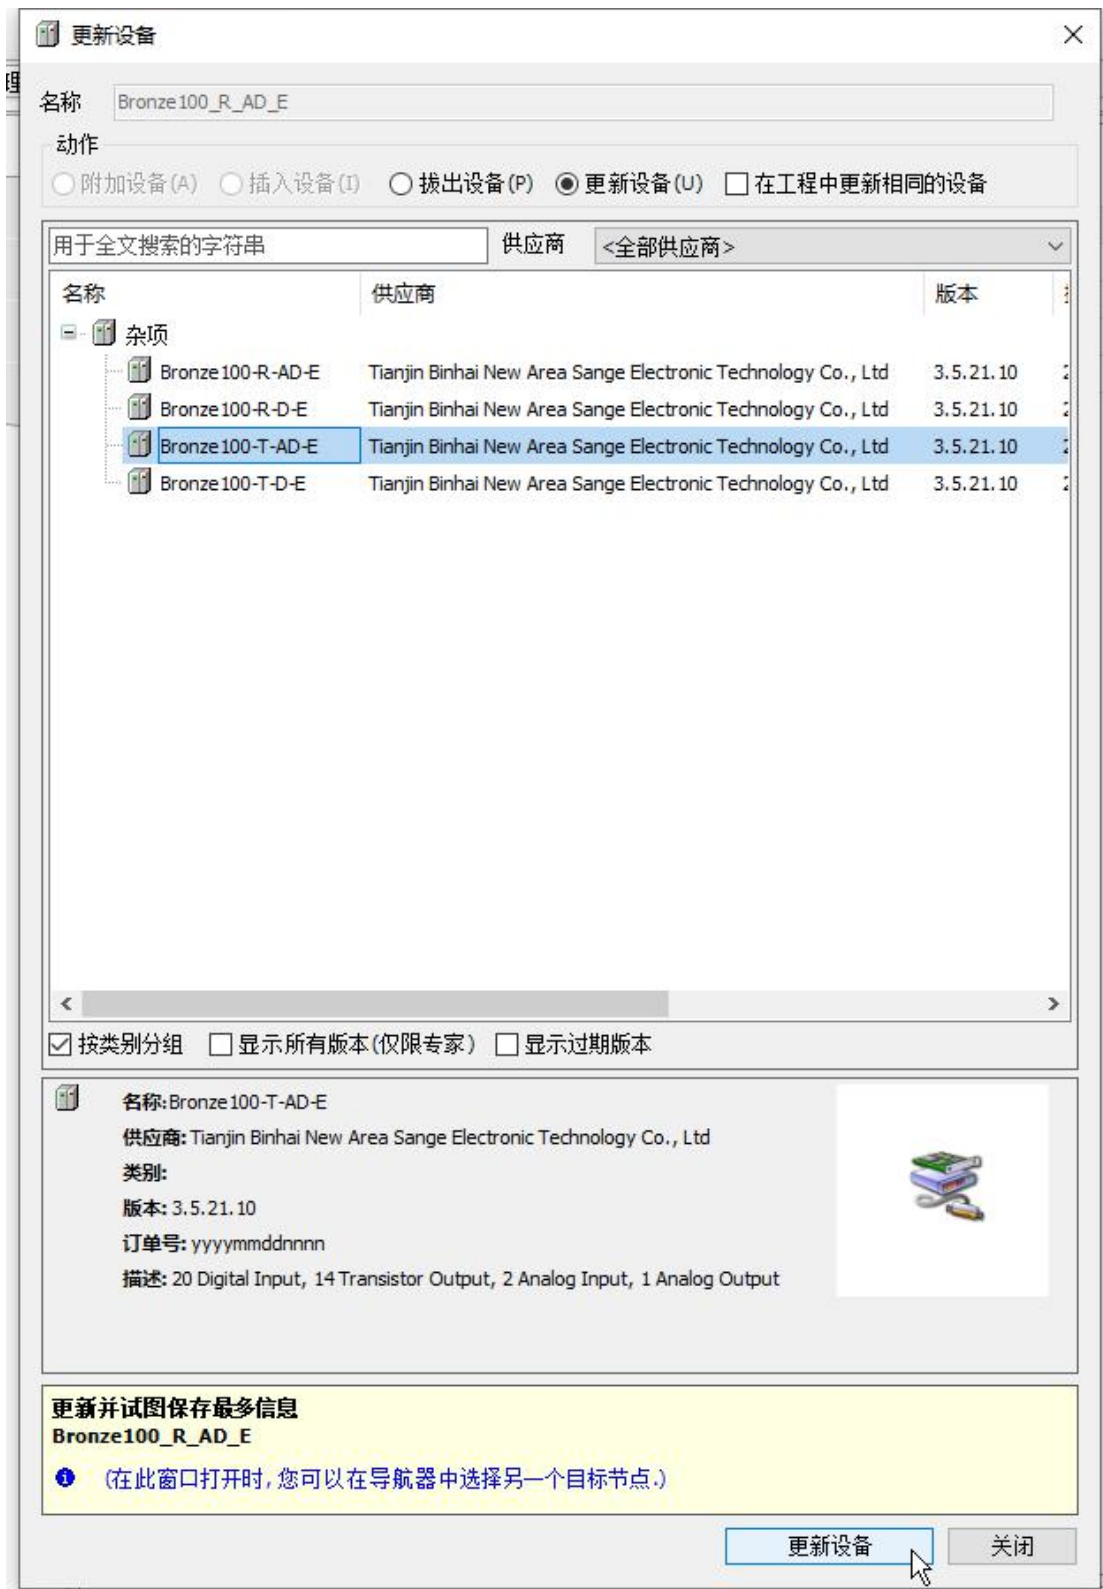 更新设备
理
名称 Bronze100_R_AD_E
动作
附加设备(A) 插入设备(I) 拔出设备(P) 更新设备(U) 在工程中更新相同的设备
用于全文搜索的字符串 供应商 <全部供应商>
名称 供应商 版本
杂项
Bronze100-R-AD-E Tianjin Binhai New Area Sange Electronic Technology Co., Ltd 3.5.21.10
Bronze100-R-D-E Tianjin Binhai New Area Sange Electronic Technology Co., Ltd 3.5.21.10
Bronze100-T-AD-E Tianjin Binhai New Area Sange Electronic Technology Co., Ltd 3.5.21.10
Bronze100-T-D-E Tianjin Binhai New Area Sange Electronic Technology Co., Ltd 3.5.21.10
按类别分组 显示所有版本(仅限专家) 显示过期版本
名称:Bronze100-T-AD-E
供应商: Tianjin Binhai New Area Sange Electronic Technology Co., Ltd
类别:
版本: 3.5.21.10
订单号: yyyymmddnnnn
描述: 20 Digital Input, 14 Transistor Output, 2 Analog Input, 1 Analog Output
更新并试图保存最多信息
Bronze100_R_AD_E
(在此窗口打开时,您可以在导航器中选择另一个目标节点.)
更新设备 关闭